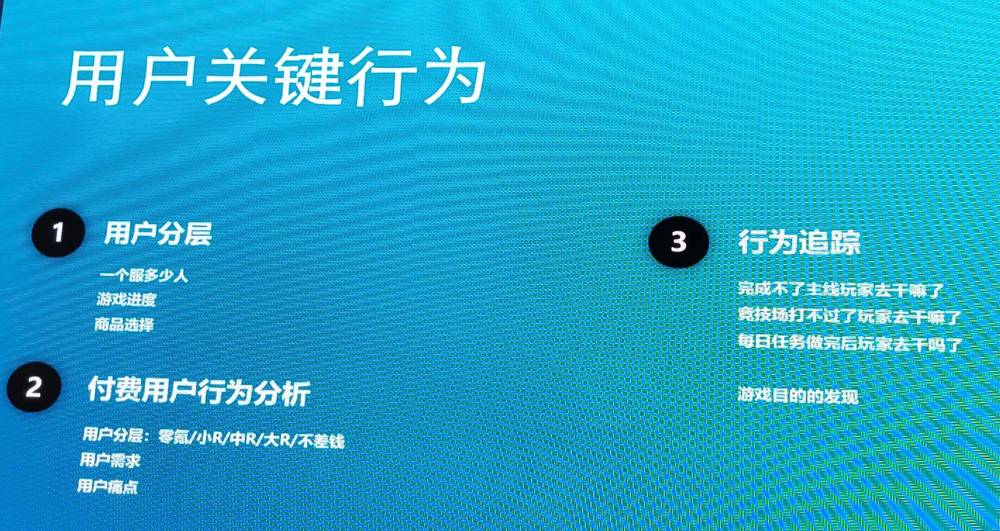 用户关键行为
1 用户分层
一个服多少人
游戏进度
商品选择
2 付费用户行为分析
用户分层：零氪/小R/中R/大R/不差钱
用户需求
用户痛点
3 行为追踪
完成不了主线玩家去干嘛了
竞技场打不过了玩家去干嘛了
每日任务做完后玩家去干吗了
游戏目的的发现